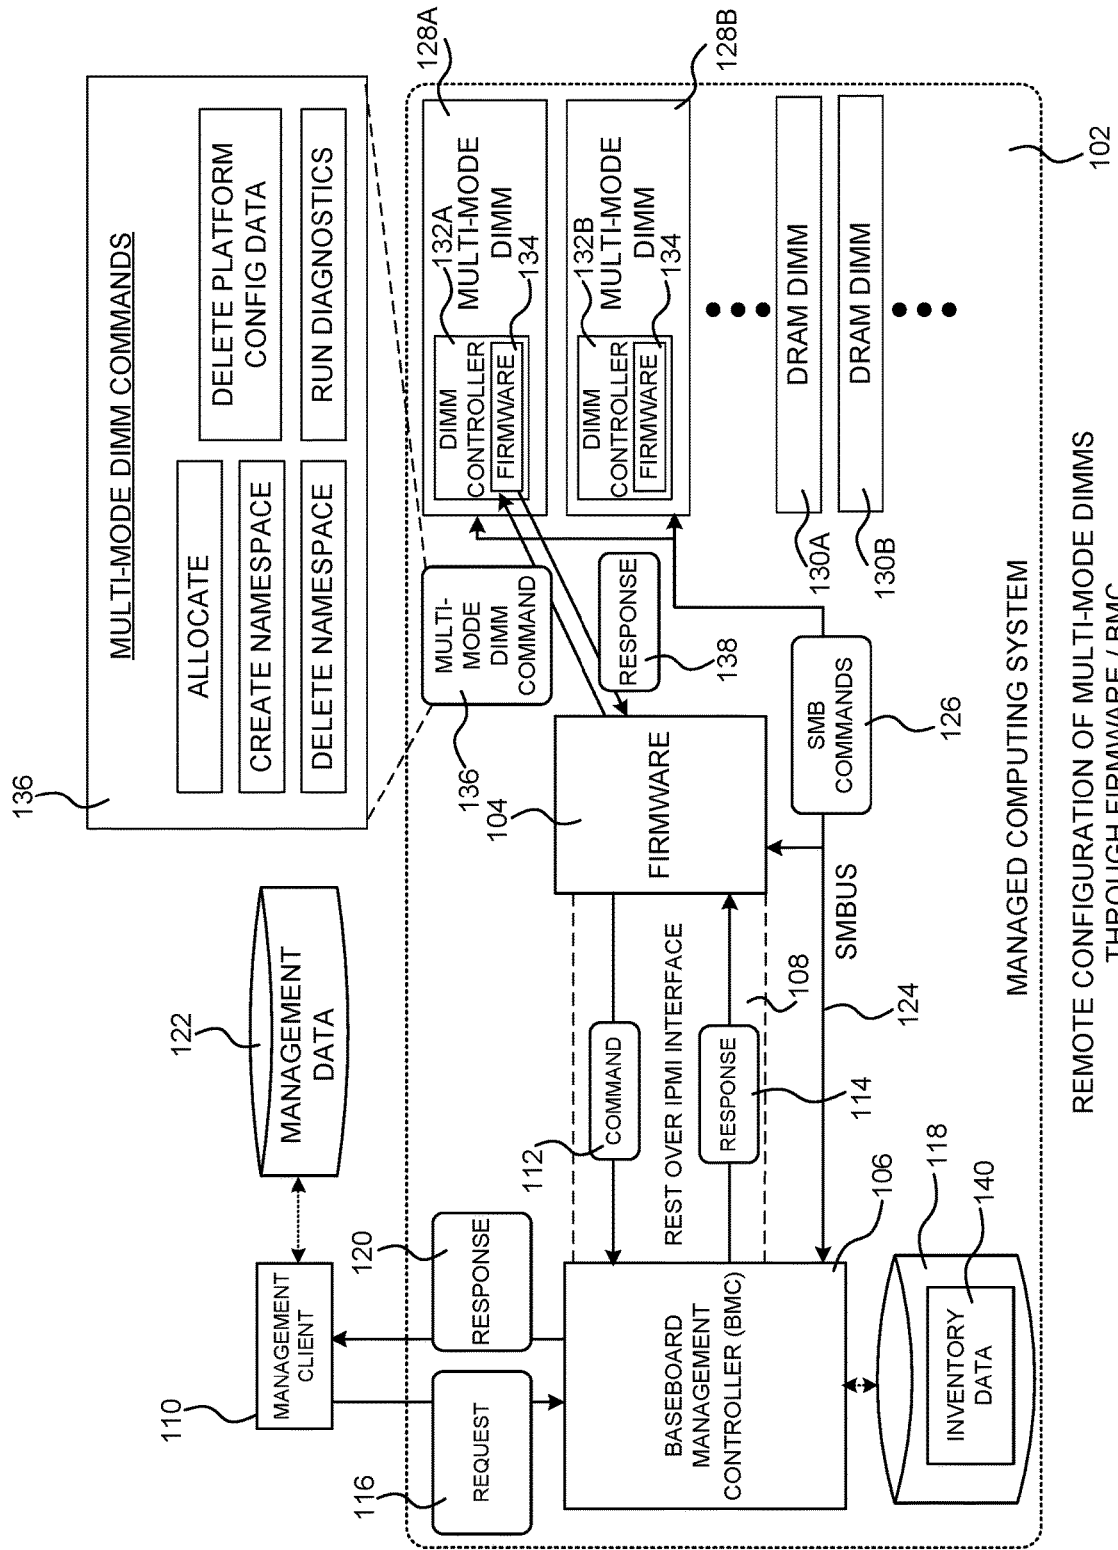 136
MULTI-MODE DIMM COMMANDS
ALLOCATE
CREATE NAMESPACE
DELETE NAMESPACE
DELETE PLATFORM
CONFIG DATA
RUN DIAGNOSTICS
110
MANAGEMENT
CLIENT
122
MANAGEMENT
DATA
116
REQUEST
120
RESPONSE
BASEBOARD
MANAGEMENT
CONTROLLER (BMC)
106
112
COMMAND
REST OVER IPMI INTERFACE
RESPONSE
108
114
104
FIRMWARE
136
MULTI-
MODE
DIMM
COMMAND
RESPONSE
138
128A
132A
DIMM
CONTROLLER
FIRMWARE
134
MULTI-MODE
DIMM
128B
132B
DIMM
CONTROLLER
FIRMWARE
134
MULTI-MODE
DIMM
130A
DRAM DIMM
130B
DRAM DIMM
SMBUS
124
SMB
COMMANDS
126
118
140
INVENTORY
DATA
MANAGED COMPUTING SYSTEM
102
REMOTE CONFIGURATION OF MULTI-MODE DIMMS
THROUGH FIRMWARE / BMC